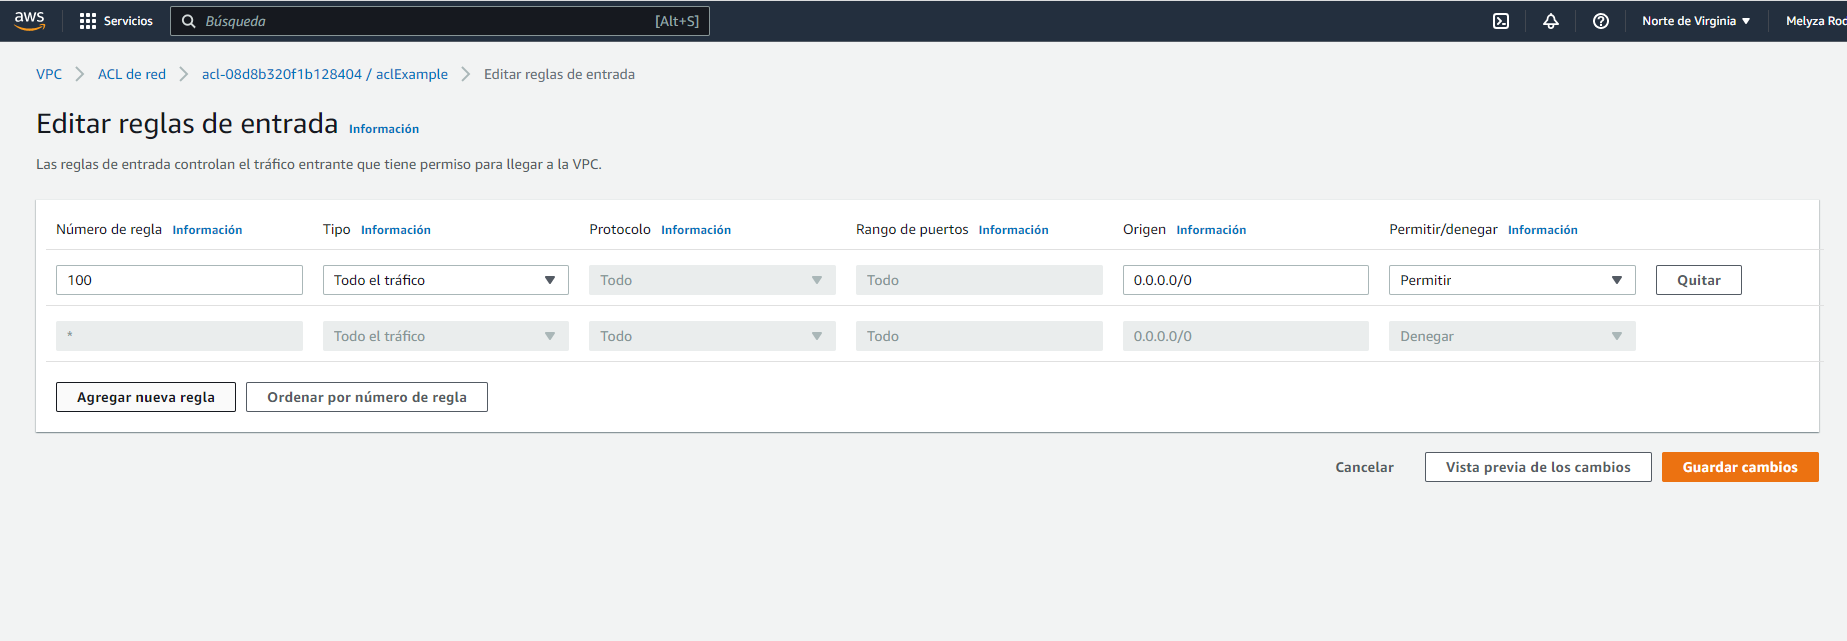 aws Servicios Búsqueda [Alt+S] Norte de Virginia Melyza Roc
VPC ACL de red acl-08d8b320f1b128404 / aclExample Editar reglas de entrada
Editar reglas de entrada Información
Las reglas de entrada controlan el tráfico entrante que tiene permiso para llegar a la VPC.
Número de regla Información Tipo Información Protocolo Información Rango de puertos Información Origen Información Permitir/denegar Información
100 Todo el tráfico Todo Todo 0.0.0.0/0 Permitir Quitar
* Todo el tráfico Todo Todo 0.0.0.0/0 Denegar
Agregar nueva regla Ordenar por número de regla
Cancelar Vista previa de los cambios Guardar cambios